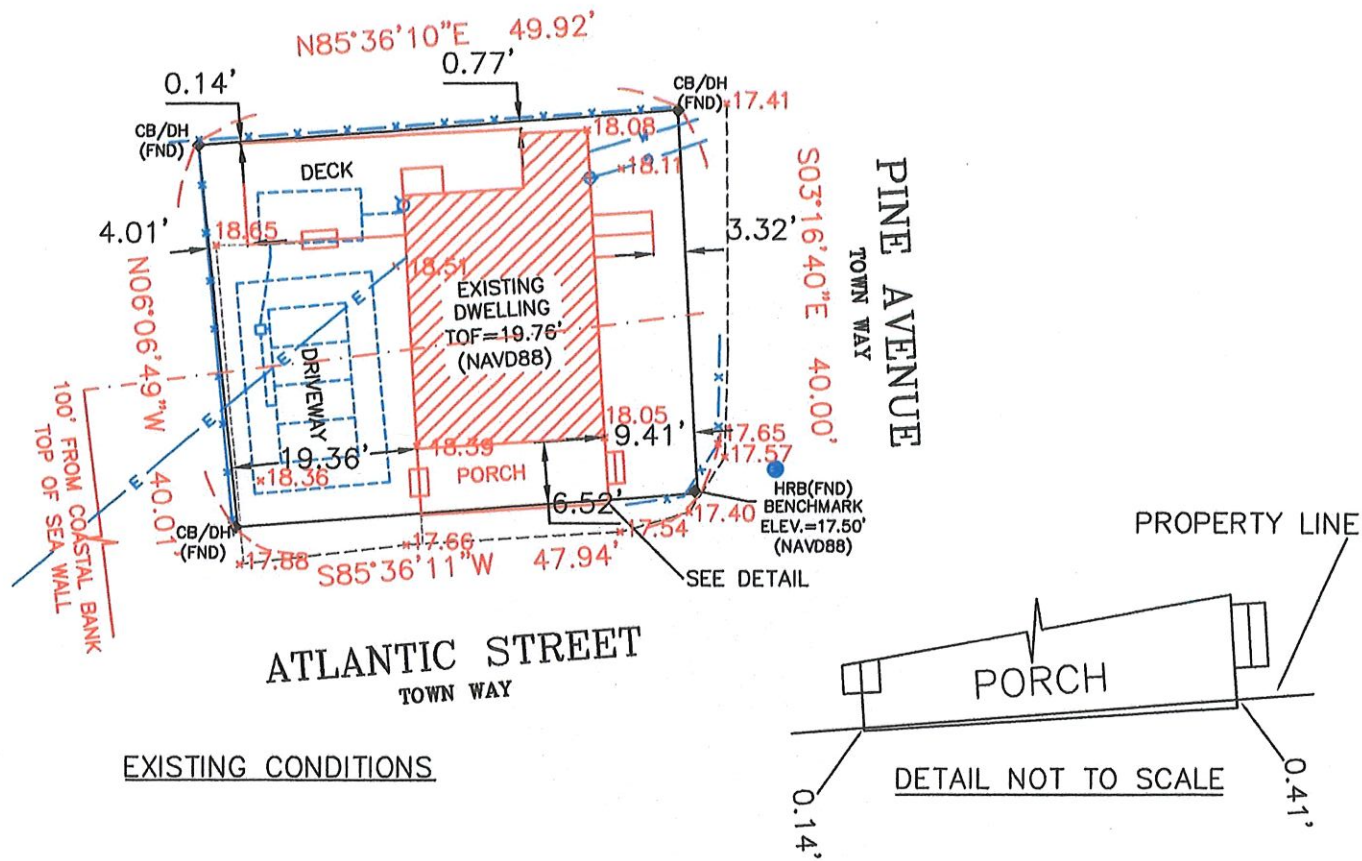 N85°36'10"E 49.92'
0.14'
0.77'
CB/DH
(FND)
CB/DH
(FND)
17.41
18.08
W
18.11
DECK
4.01'
18.65
3.32'
S03°16'40"E 40.00'
PINE AVENUE
TOWN WAY
18.51
EXISTING
DWELLING
TOF=19.76'
(NAVD88)
E
E
E
E
DRIVEWAY
N06°06'49"W 40.01'
100' FROM COASTAL BANK
TOP OF SEA WALL
19.36'
18.39
18.05
9.41'
17.65
17.57
18.36
PORCH
6.52'
HRB(FND)
BENCHMARK
ELEV.=17.50'
(NAVD88)
17.40
17.54
CB/DH
(FND)
17.66
17.88
S85°36'11"W 47.94'
SEE DETAIL
ATLANTIC STREET
TOWN WAY
EXISTING CONDITIONS
PROPERTY LINE
PORCH
DETAIL NOT TO SCALE
0.14'
0.41'